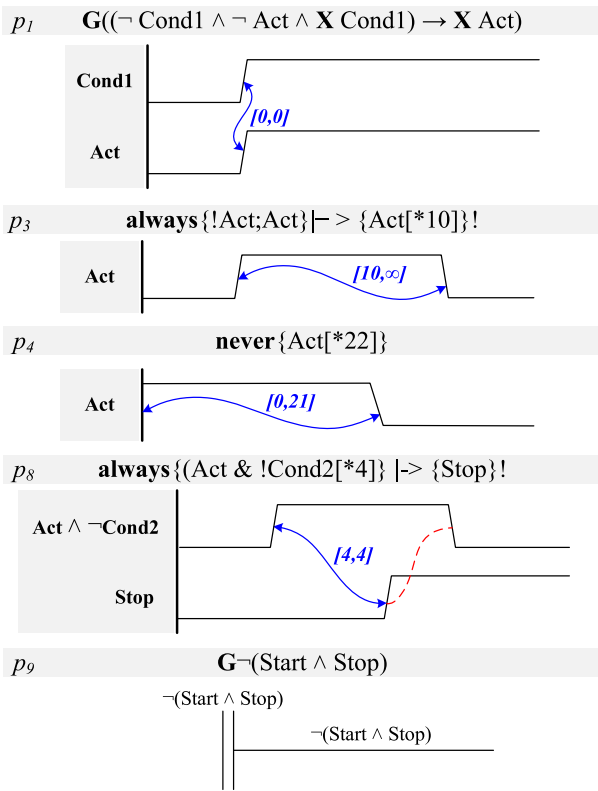 p1 G((¬ Cond1 ∧ ¬ Act ∧ X Cond1) → X Act)
Cond1
[0,0]
Act
p3 always{!Act;Act}|− > {Act[*10]}!
Act
[10,∞]
p4 never{Act[*22]}
Act
[0,21]
p8 always{(Act & !Cond2[*4]} |-> {Stop}!
Act ∧ ¬Cond2
[4,4]
Stop
p9 G¬(Start ∧ Stop)
¬(Start ∧ Stop)
¬(Start ∧ Stop)